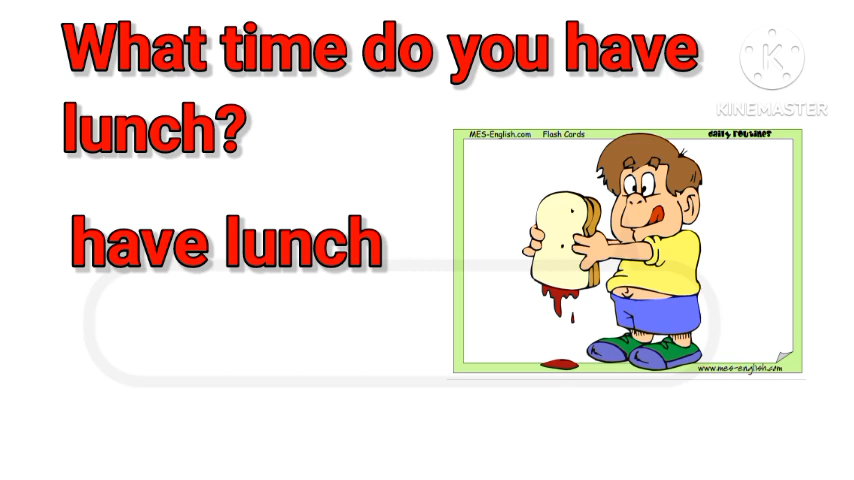 What time do you have
lunch?
KINEMASTER
MES-English.com Flash Cards daily routines
have lunch
www.mes-english.com